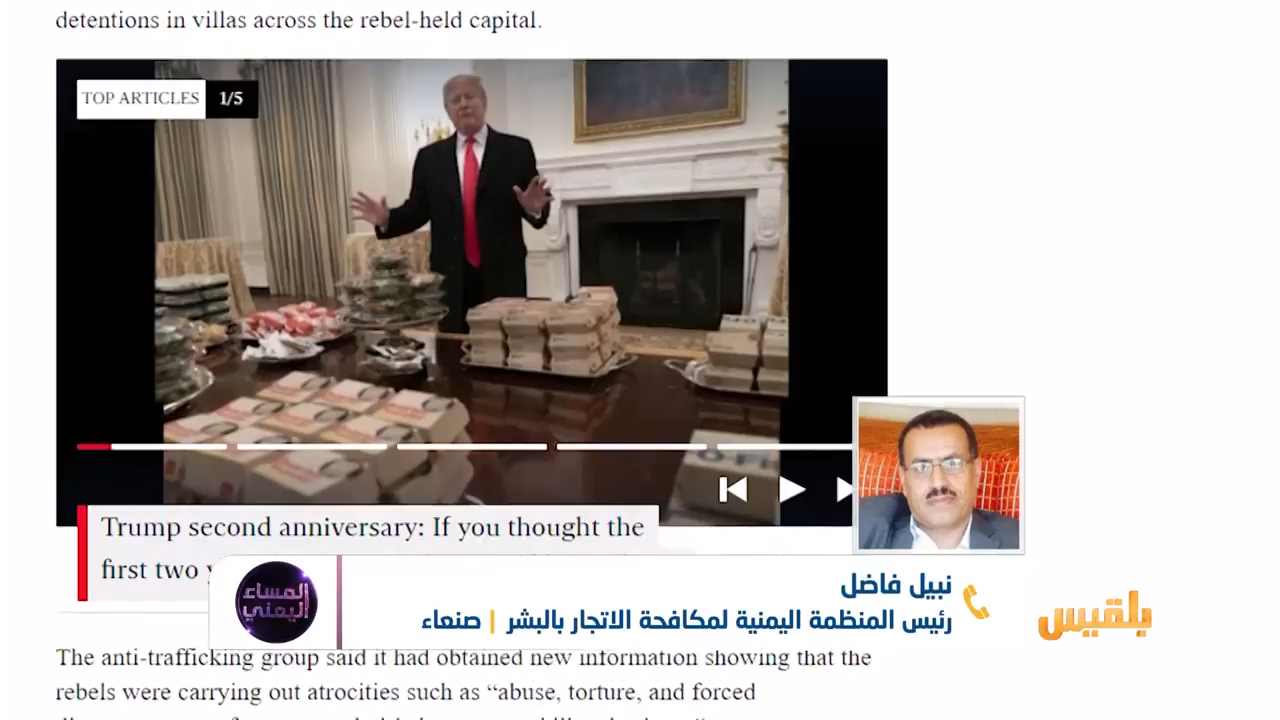 detentions in villas across the rebel-held capital.
TOP ARTICLES 1/5
Trump second anniversary: If you thought the
first two
المساء
اليمني
نبيل فاضل
رئيس المنظمة اليمنية لمكافحة الاتجار بالبشر | صنعاء
بلقيس
The anti-trafficking group said it had obtained new information showing that the
rebels were carrying out atrocities such as “abuse, torture, and forced